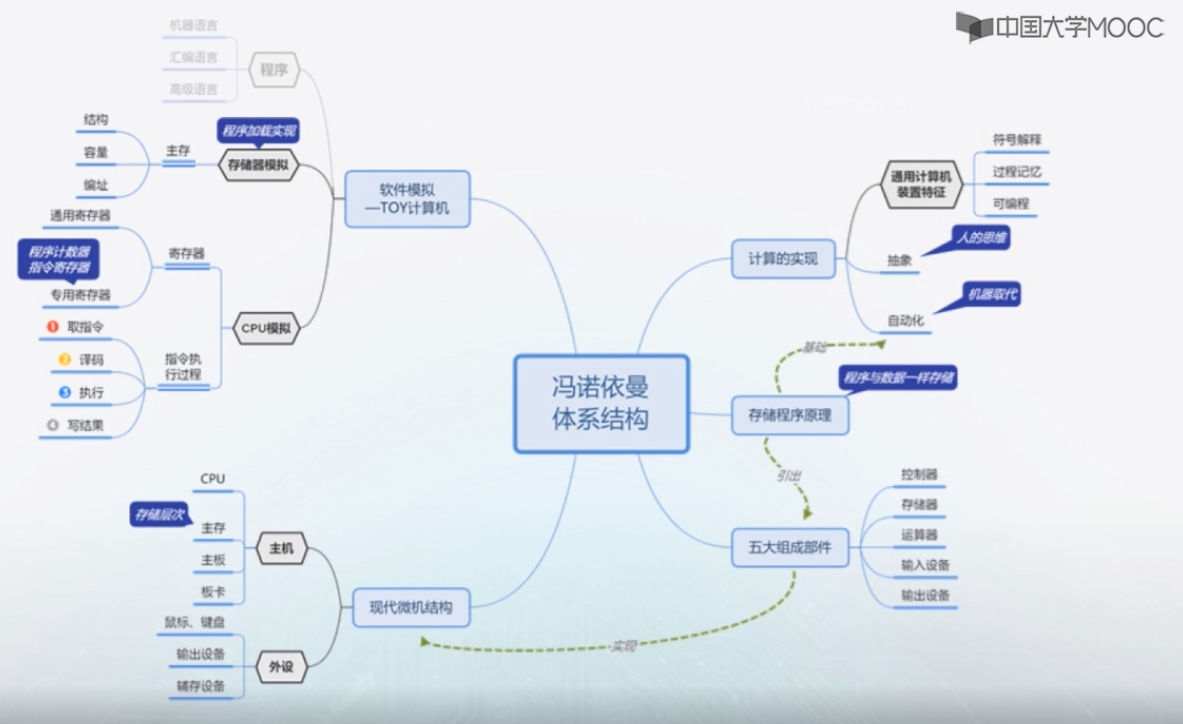 中国大学MOOC
机器语言
汇编语言
高级语言
程序
结构
容量
编址
主存
程序加载实现
存储器模拟
通用寄存器
程序计数器
指令寄存器
专用寄存器
寄存器
1 取指令
2 译码
3 执行
4 写结果
指令执
行过程
CPU模拟
软件模拟
—TOY计算机
冯诺依曼
体系结构
计算的实现
通用计算机
装置特征
符号解释
过程记忆
可编程
人的思维
抽象
机器取代
自动化
基础
程序与数据一样存储
存储程序原理
引出
五大组成部件
控制器
存储器
运算器
输入设备
输出设备
实现
CPU
存储层次
主存
主板
板卡
主机
现代微机结构
鼠标、键盘
输出设备
辅存设备
外设